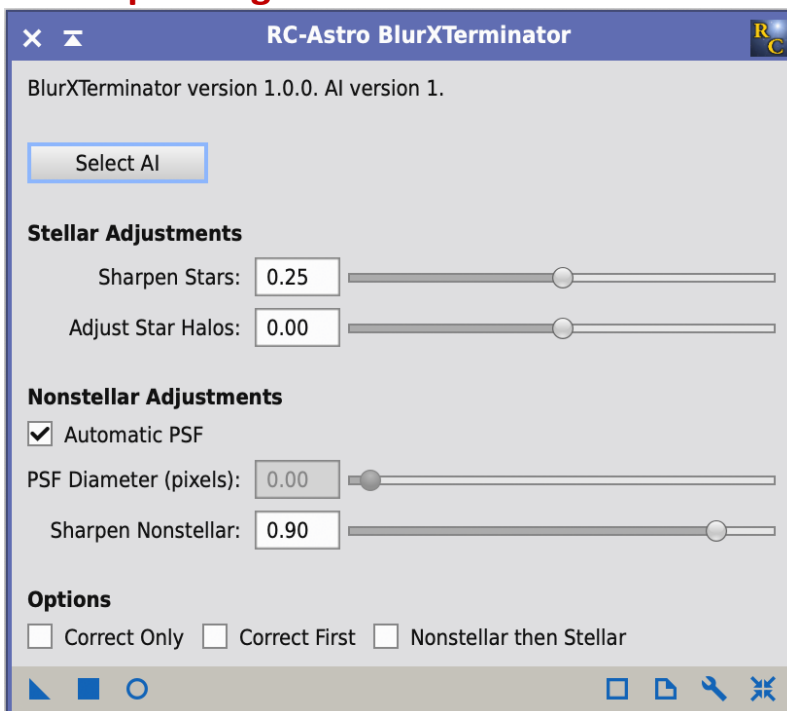 RC-Astro BlurXTerminator
RC
BlurXTerminator version 1.0.0. AI version 1.
Select AI
Stellar Adjustments
Sharpen Stars: 0.25
Adjust Star Halos: 0.00
Nonstellar Adjustments
Automatic PSF
PSF Diameter (pixels): 0.00
Sharpen Nonstellar: 0.90
Options
Correct Only Correct First Nonstellar then Stellar